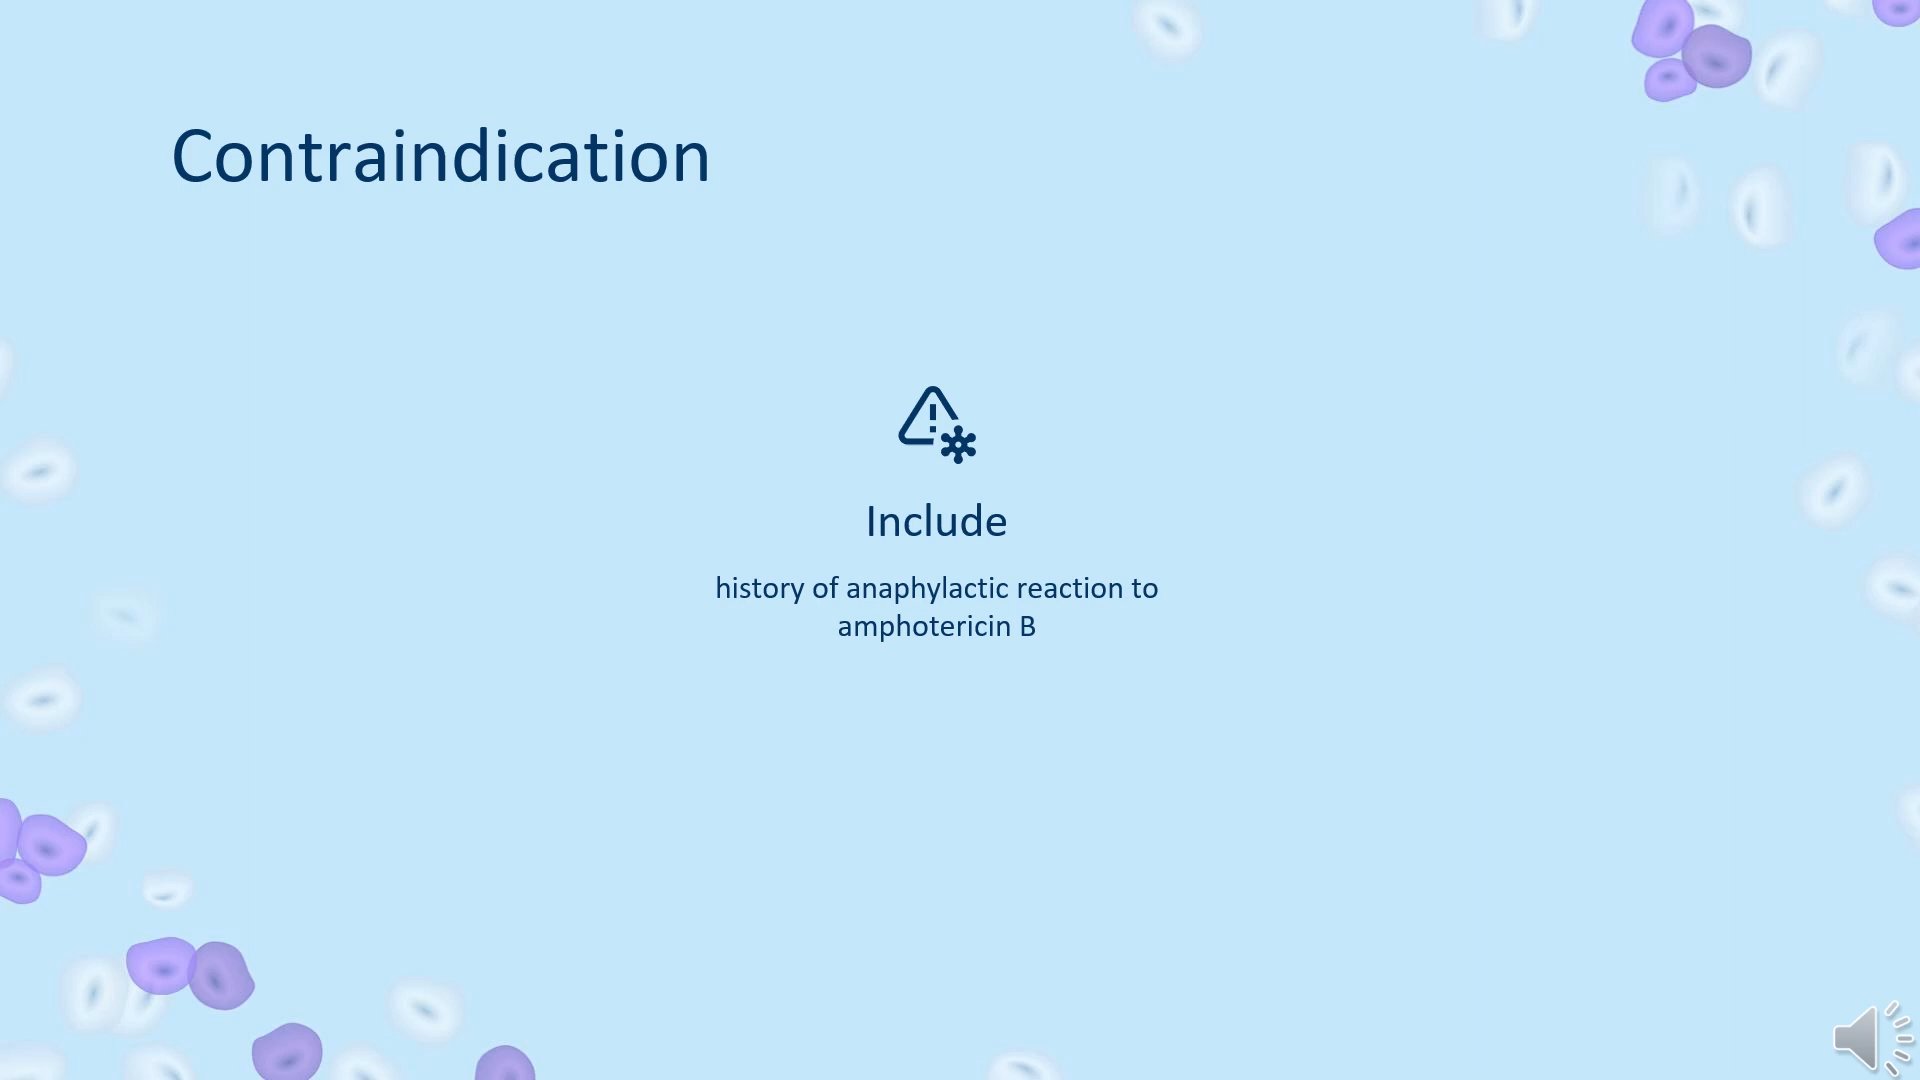 Contraindication
Include
history of anaphylactic reaction to
amphotericin B